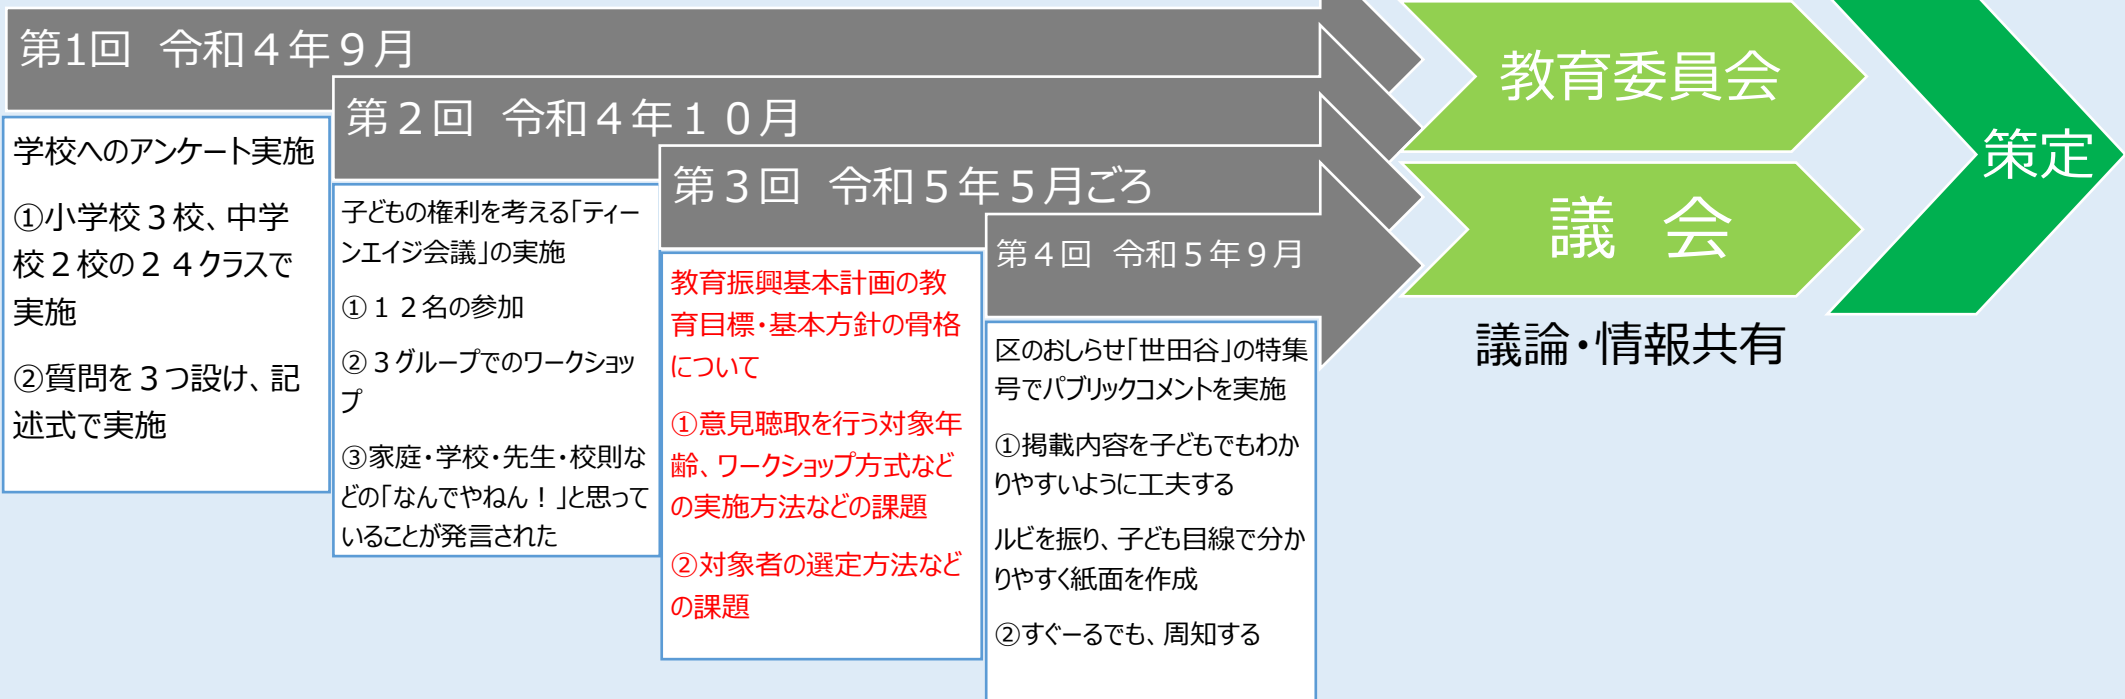 第1回 令和４年９月
学校へのアンケート実施
①小学校３校、中学
校２校の２４クラスで
実施
②質問を３つ設け、記
述式で実施
第２回 令和４年１０月
子どもの権利を考える「ティー
ンエイジ会議」の実施
①１２名の参加
②３グループでのワークショッ
プ
③家庭・学校・先生・校則な
どの「なんでやねん！」と思って
いることが発言された
第３回 令和５年５月ごろ
教育振興基本計画の教
育目標・基本方針の骨格
について
①意見聴取を行う対象年
齢、ワークショップ方式など
の実施方法などの課題
②対象者の選定方法など
の課題
第４回 令和５年９月
区のおしらせ「世田谷」の特集
号でパブリックコメントを実施
①掲載内容を子どもでもわか
りやすいように工夫する
ルビを振り、子ども目線で分か
りやすく紙面を作成
②すぐーるでも、周知する
教育委員会
議 会
議論・情報共有
策定